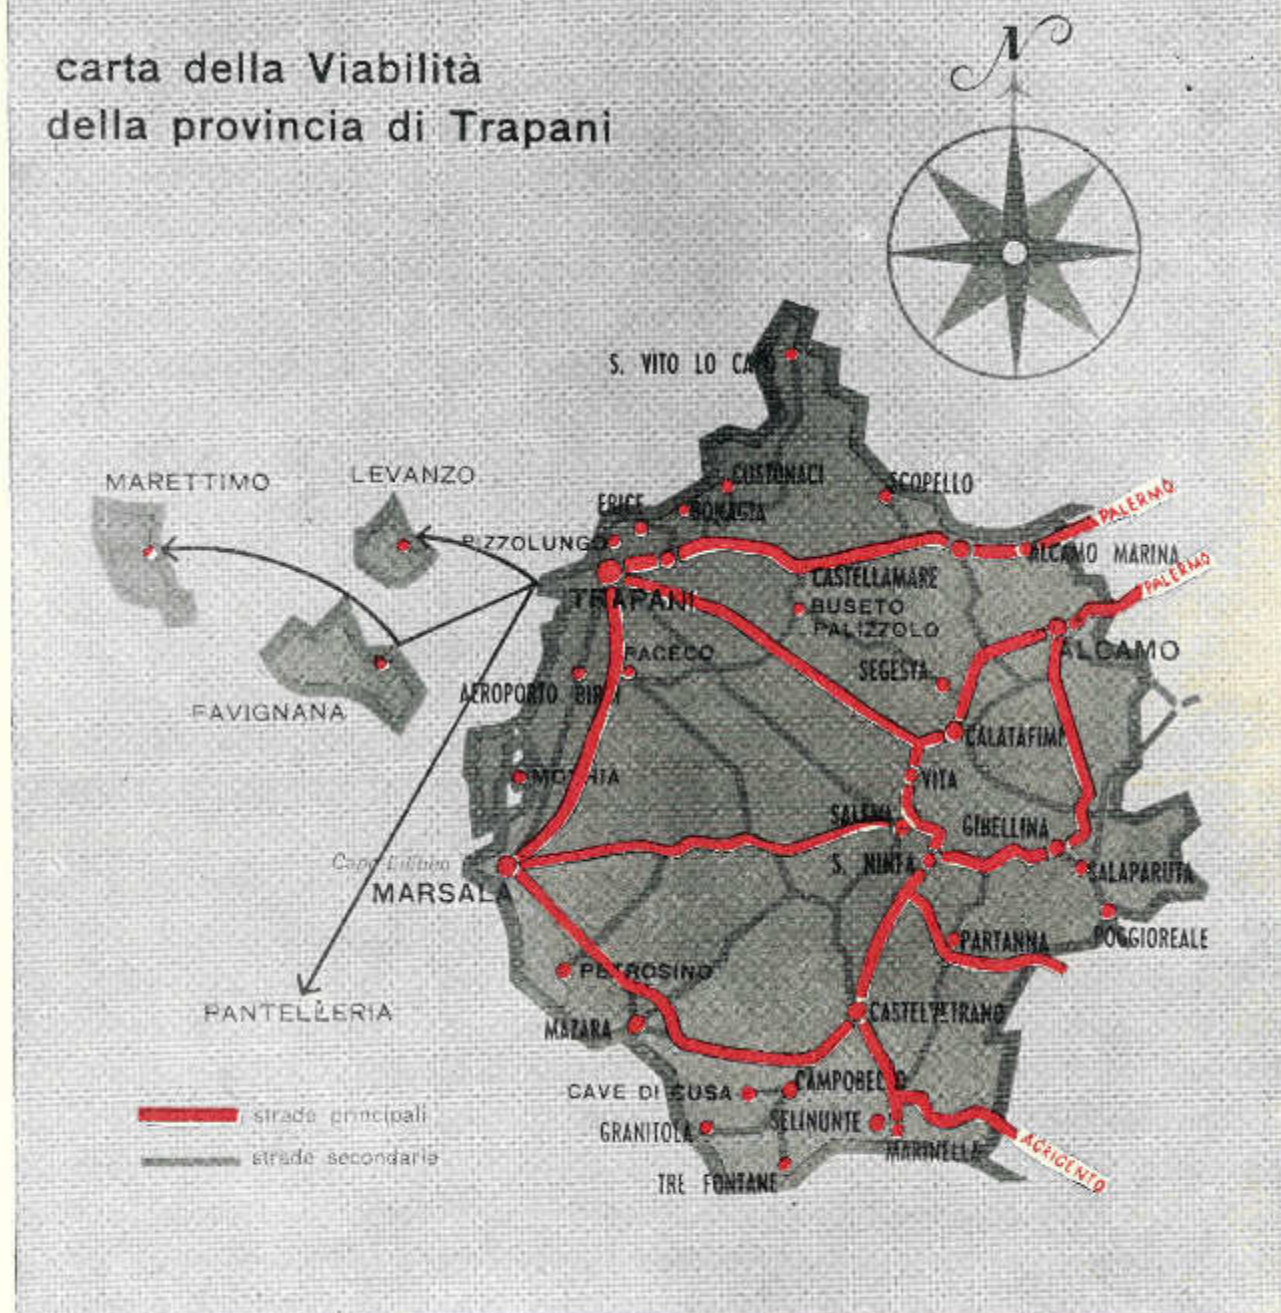 carta della Viabilità
della provincia di Trapani
N
S. VITO LO CAPO
MARETTIMO
LEVANZO
CUSTONACI
SCOPELLO
ERICE
BONAGIA
PALERMO
PIZZOLUNGO
ALCAMO MARINA
CASTELLAMARE
PALERMO
TRAPANI
BUSETO
PALIZZOLO
ALCAMO
PACECO
SEGESTA
AEROPORTO BIRGI
FAVIGNANA
CALATAFIMI
MOTHIA
VITA
SALEMI
GIBELLINA
Capo Lilibeo
S. NINFA
SALAPARUTA
MARSALA
PARTANNA
POGGIOREALE
PETROSINO
PANTELLERIA
CASTELVETRANO
MAZARA
CAMPOBELLO
CAVE DI CUSA
strade principali
SELINUNTE
GRANITOLA
MARINELLA
strade secondarie
AGRIGENTO
TRE FONTANE